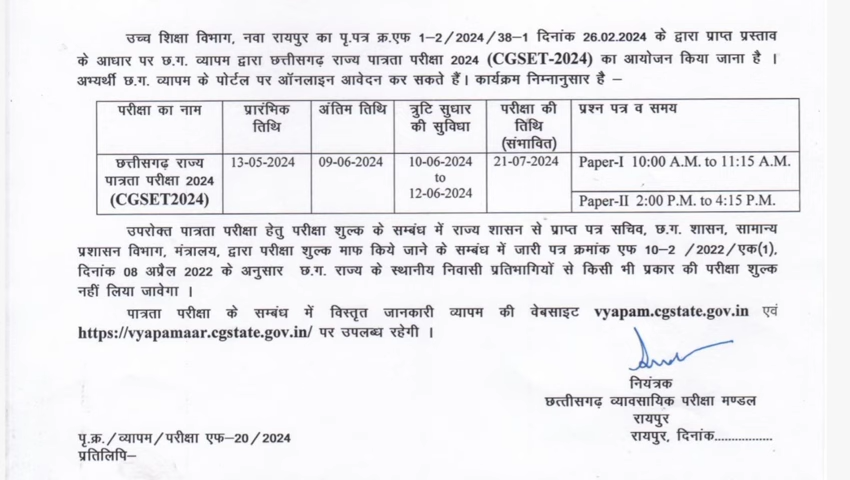 उच्च शिक्षा विभाग, नवा रायपुर का पृ.पत्र क्र.एफ 1–2/2024/38–1 दिनांक 26.02.2024 के द्वारा प्राप्त प्रस्ताव
के आधार पर छ.ग. व्यापम द्वारा छत्तीसगढ़ राज्य पात्रता परीक्षा 2024 (CGSET-2024) का आयोजन किया जाना है ।
अभ्यर्थी छ.ग. व्यापम के पोर्टल पर ऑनलाइन आवेदन कर सकते हैं। कार्यक्रम निम्नानुसार है –
परीक्षा का नाम प्रारंभिक तिथि अंतिम तिथि त्रुटि सुधार की सुविधा परीक्षा की तिथि (संभावित) प्रश्न पत्र व समय
छत्तीसगढ़ राज्य पात्रता परीक्षा 2024 (CGSET2024) 13-05-2024 09-06-2024 10-06-2024 to 12-06-2024 21-07-2024 Paper-I 10:00 A.M. to 11:15 A.M.
Paper-II 2:00 P.M. to 4:15 P.M.
उपरोक्त पात्रता परीक्षा हेतु परीक्षा शुल्क के सम्बंध में राज्य शासन से प्राप्त पत्र सचिव, छ.ग. शासन, सामान्य
प्रशासन विभाग, मंत्रालय, द्वारा परीक्षा शुल्क माफ किये जाने के सम्बंध में जारी पत्र क्रमांक एफ 10–2 /2022/एक(1),
दिनांक 08 अप्रैल 2022 के अनुसार छ.ग. राज्य के स्थानीय निवासी प्रतिभागियों से किसी भी प्रकार की परीक्षा शुल्क
नहीं लिया जावेगा ।
पात्रता परीक्षा के सम्बंध में विस्तृत जानकारी व्यापम की वेबसाइट vyapam.cgstate.gov.in एवं
https://vyapamaar.cgstate.gov.in/ पर उपलब्ध रहेगी ।
नियंत्रक
छत्तीसगढ़ व्यावसायिक परीक्षा मण्डल
रायपुर
रायपुर, दिनांक.................
पृ.क्र./व्यापम/परीक्षा एफ–20/2024
प्रतिलिपि–